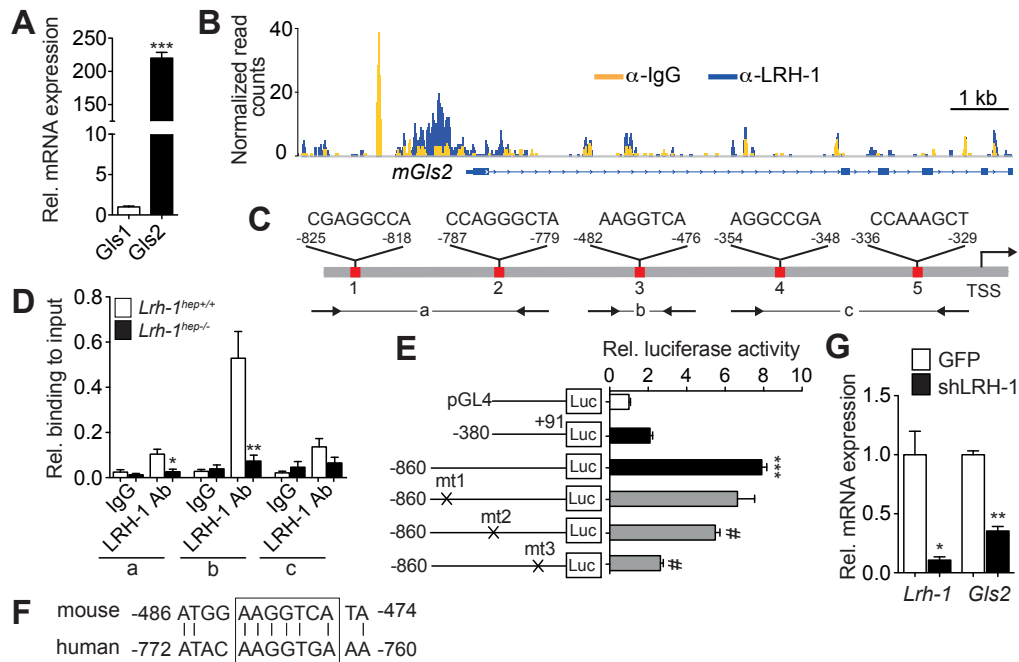 A
Rel. mRNA expression
250
200
150
10
5
0
***
Gls1
Gls2
B
Normalized read counts
40
20
0
α-IgG
α-LRH-1
1 kb
mGls2
C
CGAGGCCA
CCAGGGCTA
AAGGTCA
AGGCCGA
CCAAAGCT
-825 -818 -787 -779 -482 -476 -354 -348 -336 -329
1 2 3 4 5 TSS
a b c
D
Rel. binding to input
0.8
0.6
0.4
0.2
0.0
Lrh-1hep+/+
Lrh-1hep-/-
* **
IgG
LRH-1 Ab
IgG
LRH-1 Ab
IgG
LRH-1 Ab
a b c
E
Rel. luciferase activity
0 2 4 6 8 10
pGL4 Luc
-380 +91 Luc
-860 Luc ***
-860 mt1 Luc
-860 mt2 Luc #
-860 mt3 Luc #
F
mouse -486 ATGG AAGGTCA TA -474
human -772 ATAC AAGGTGA AA -760
G
GFP
shLRH-1
Rel. mRNA expression
1.5
1.0
0.5
0.0
* **
Lrh-1 Gls2